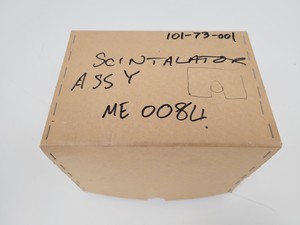 101-73-001
SCINTALATOR
ASSY
ME 0084